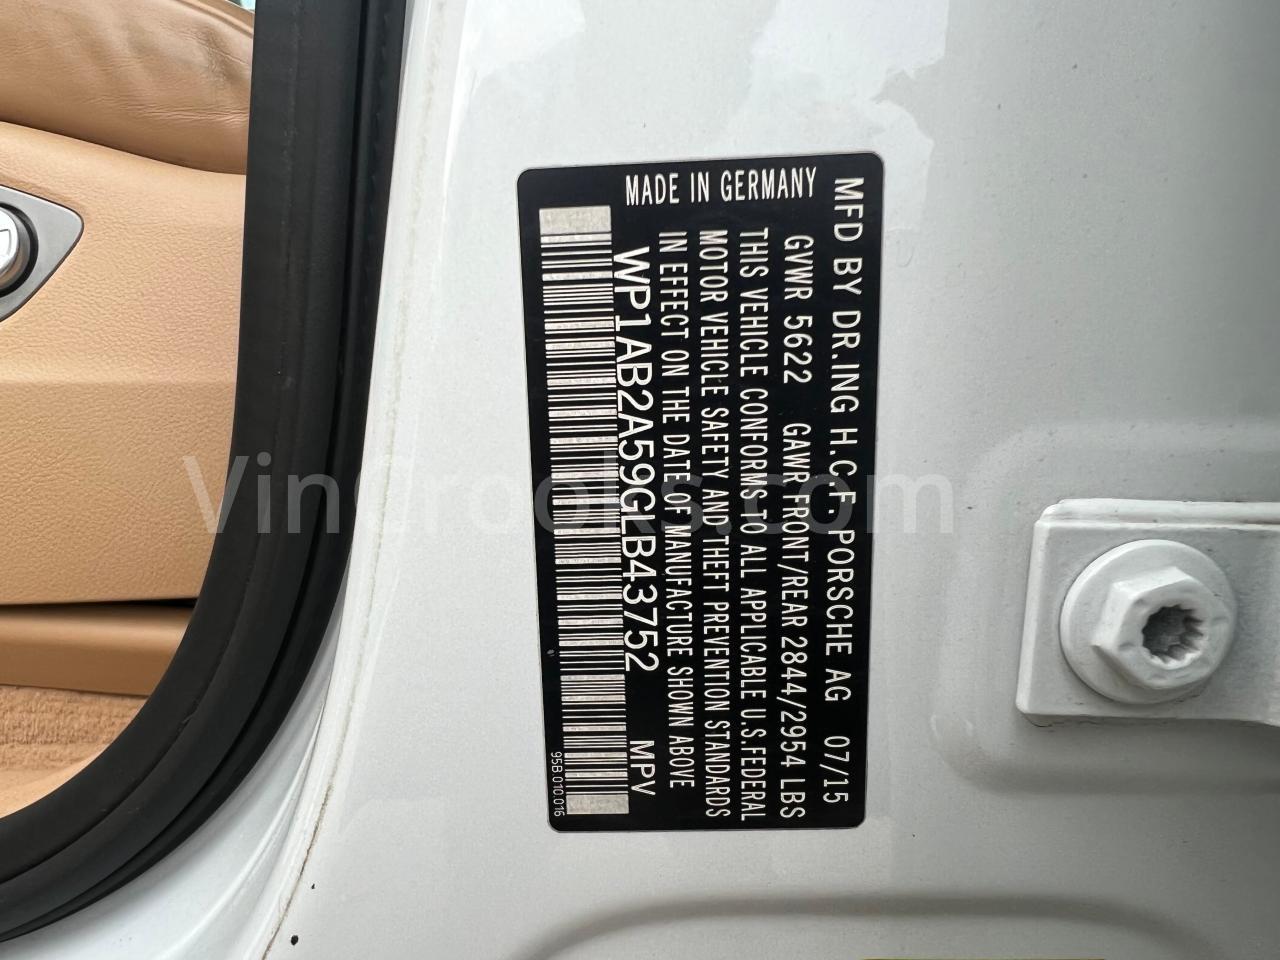 MFD BY DR.ING H.C.F. PORSCHE AG 07/15
GVWR 5622 GAWR FRONT/REAR 2844/2954 LBS
THIS VEHICLE CONFORMS TO ALL APPLICABLE U.S.FEDERAL
MOTOR VEHICLE SAFETY AND THEFT PREVENTION STANDARDS
IN EFFECT ON THE DATE OF MANUFACTURE SHOWN ABOVE
WP1AB2A59GLB43752 MPV
95B.010.016
MADE IN GERMANY
VinCrooks.com